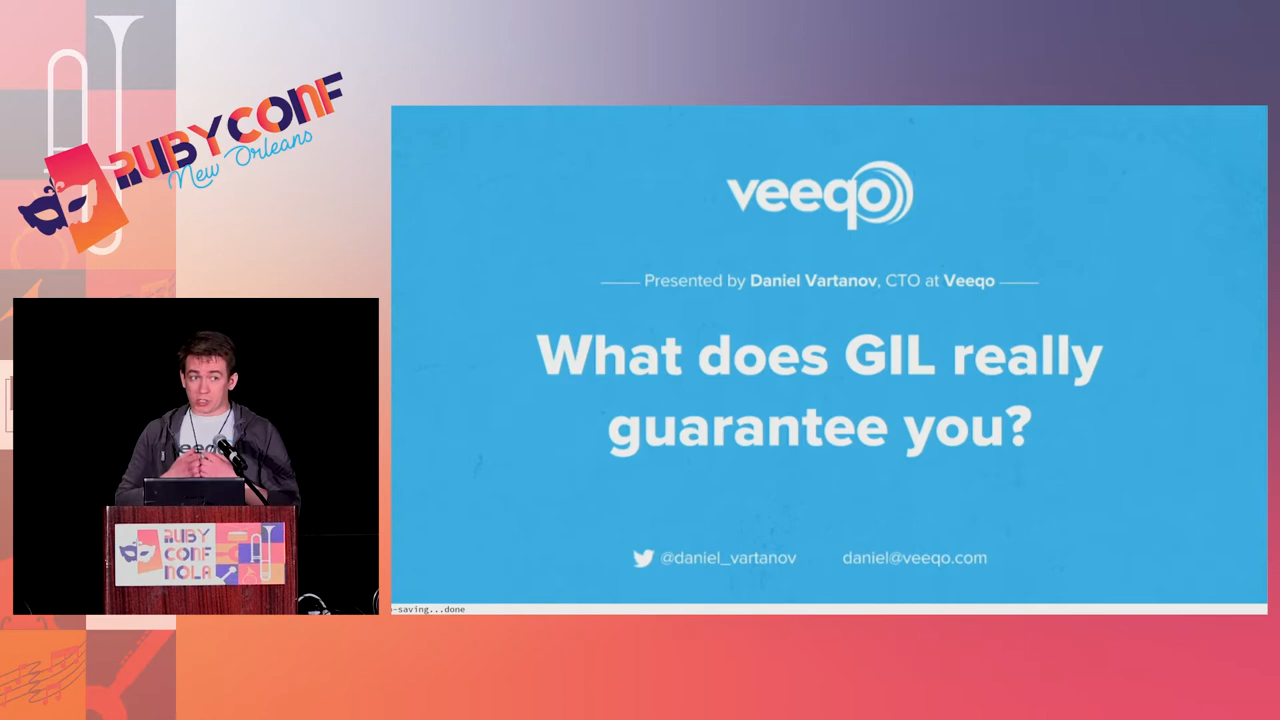 RUBYCONF
New Orleans
veeqo
Presented by Daniel Vartanov, CTO at Veeqo
What does GIL really
guarantee you?
@daniel_vartanov daniel@veeqo.com
-saving...done
veeqo
RUBY
CONF
NOLA